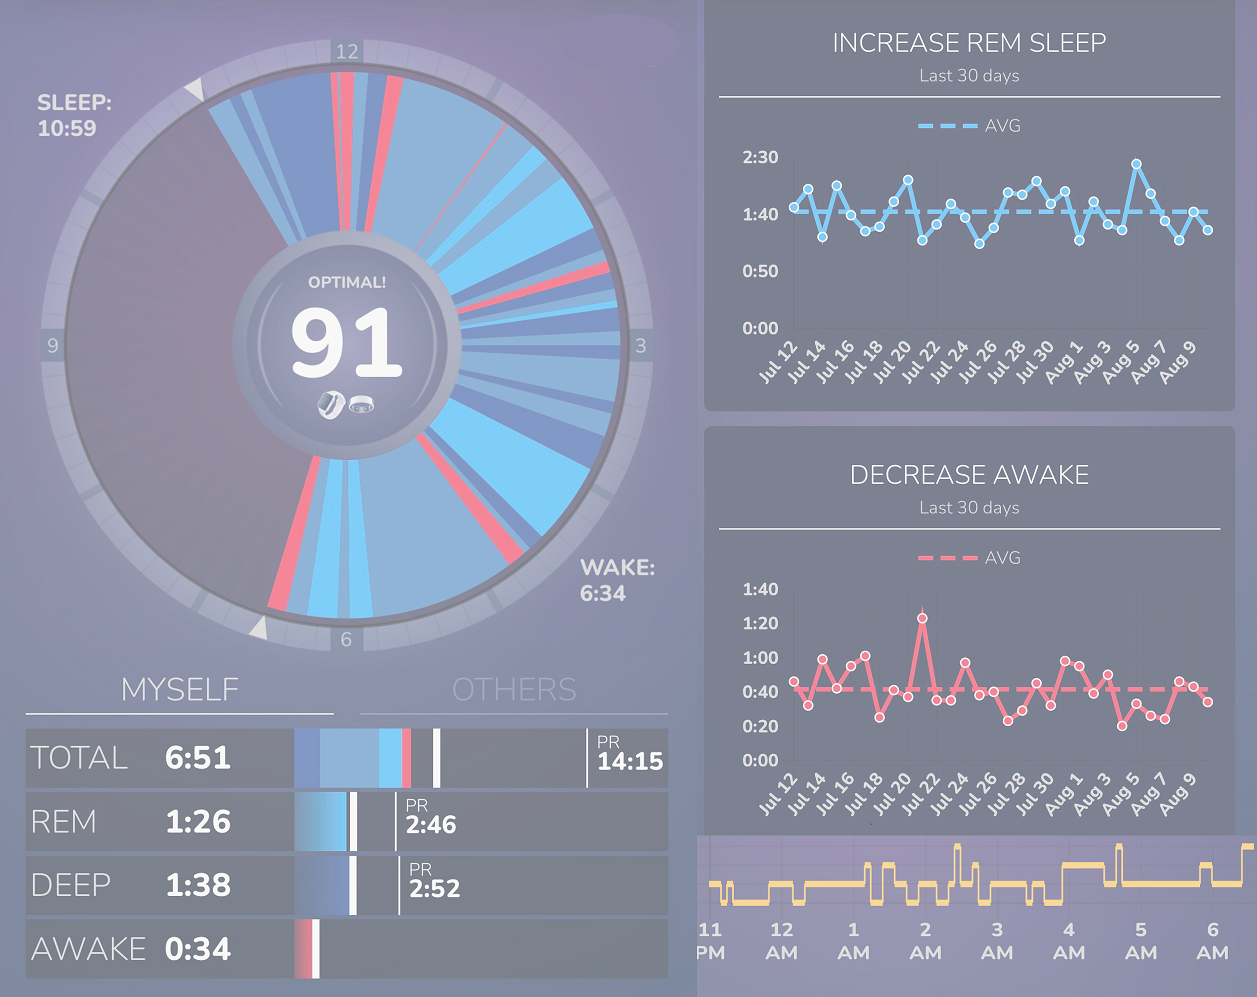 12
SLEEP:
10:59
9
3
OPTIMAL!
91
WAKE:
6:34
6
MYSELF
OTHERS
TOTAL 6:51
PR
14:15
REM 1:26
PR
2:46
DEEP 1:38
PR
2:52
AWAKE 0:34
INCREASE REM SLEEP
Last 30 days
AVG
2:30
1:40
0:50
0:00
Jul 12 Jul 14 Jul 16 Jul 18 Jul 20 Jul 22 Jul 24 Jul 26 Jul 28 Jul 30 Aug 1 Aug 3 Aug 5 Aug 7 Aug 9
DECREASE AWAKE
Last 30 days
AVG
1:40
1:20
1:00
0:40
0:20
0:00
Jul 12 Jul 14 Jul 16 Jul 18 Jul 20 Jul 22 Jul 24 Jul 26 Jul 28 Jul 30 Aug 1 Aug 3 Aug 5 Aug 7 Aug 9
11 12 1 2 3 4 5 6
PM AM AM AM AM AM AM AM